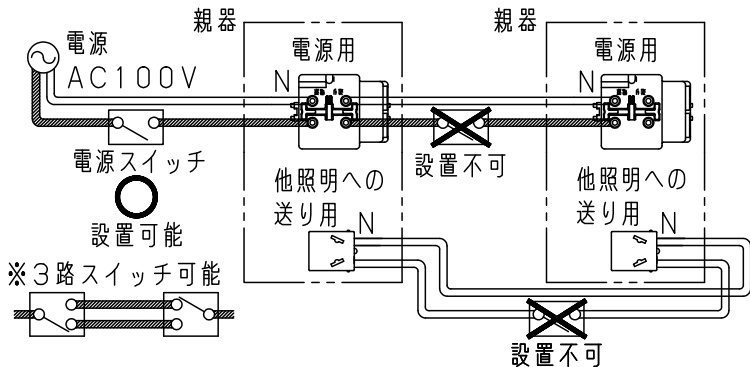 親器
親器
電源
AC100V
電源用
N
電源用
N
電源スイッチ
設置可能
設置不可
他照明への
送り用
N
他照明への
送り用
N
※3路スイッチ可能
設置不可